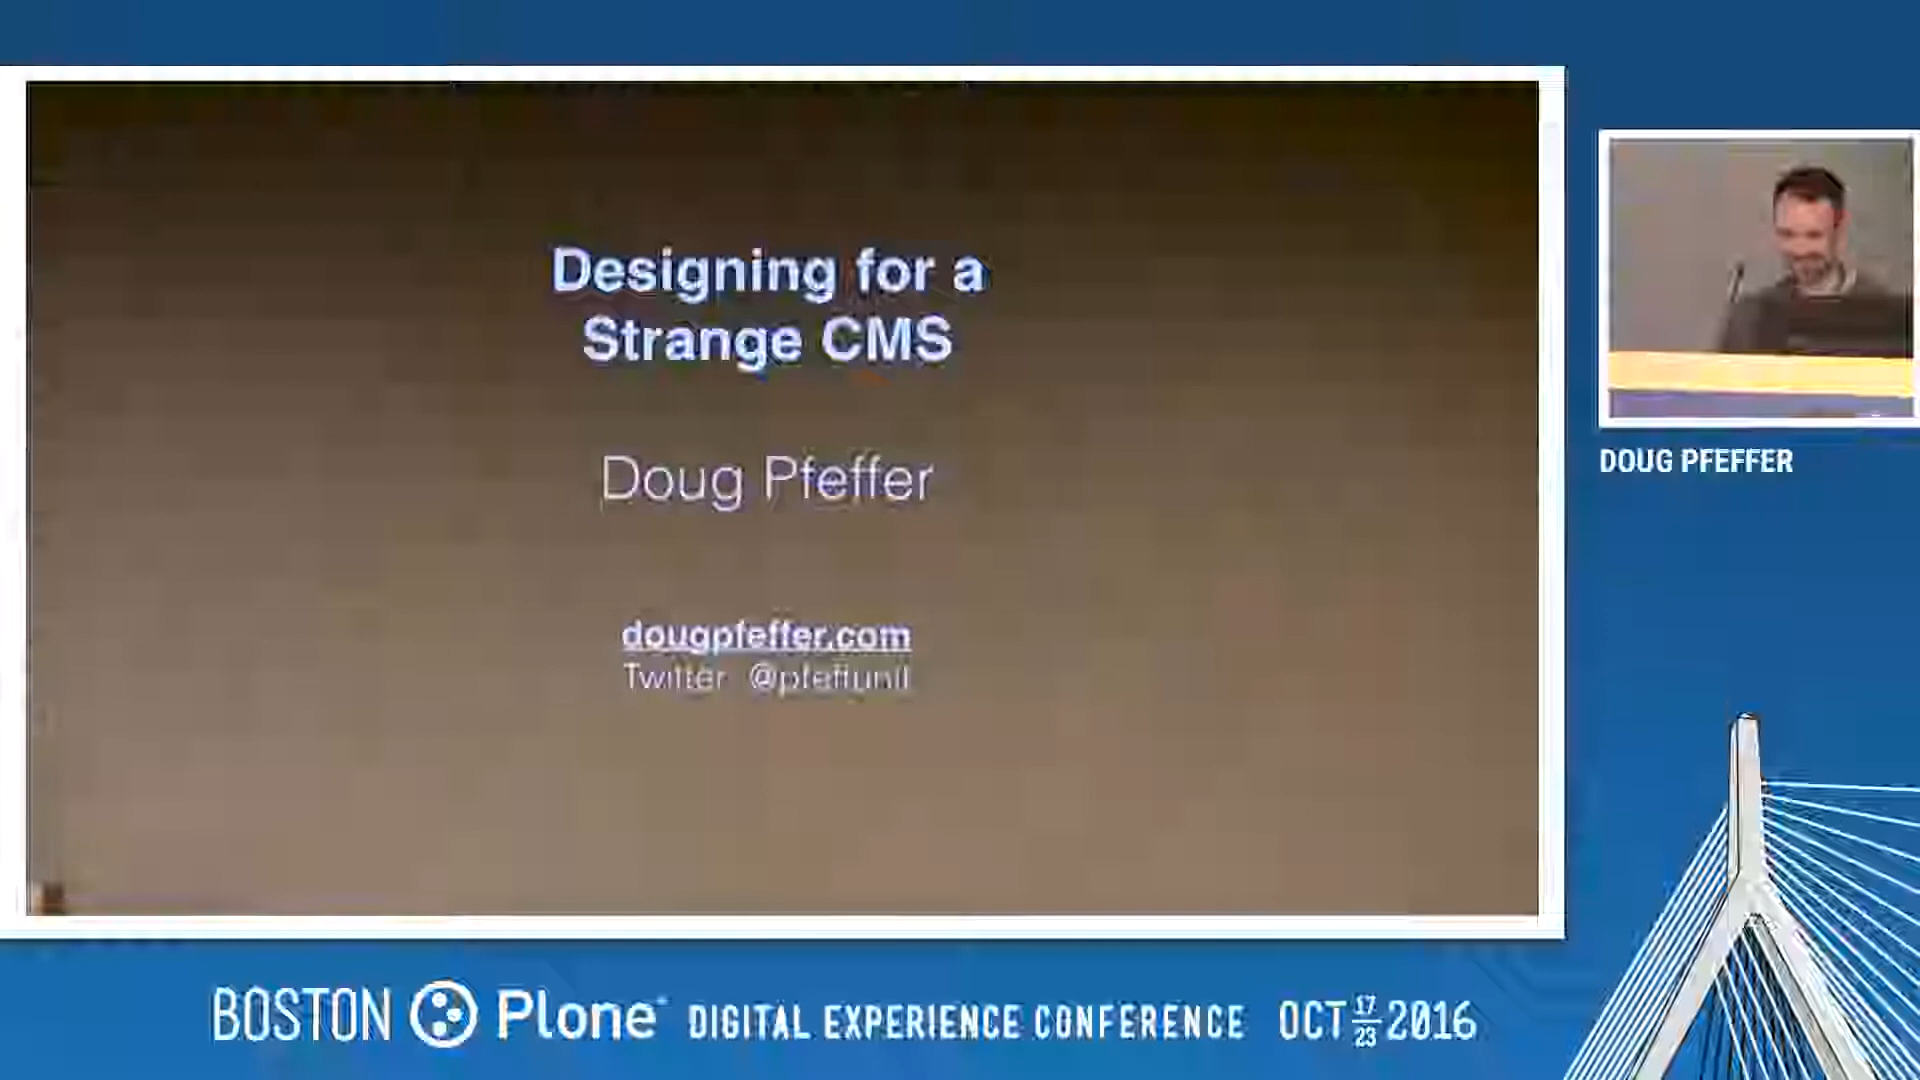 Designing for a
Strange CMS
Doug Pfeffer
dougpfeffer.com
Twitter @pfeffunit
DOUG PFEFFER
BOSTON Plone DIGITAL EXPERIENCE CONFERENCE OCT 17 23 2016